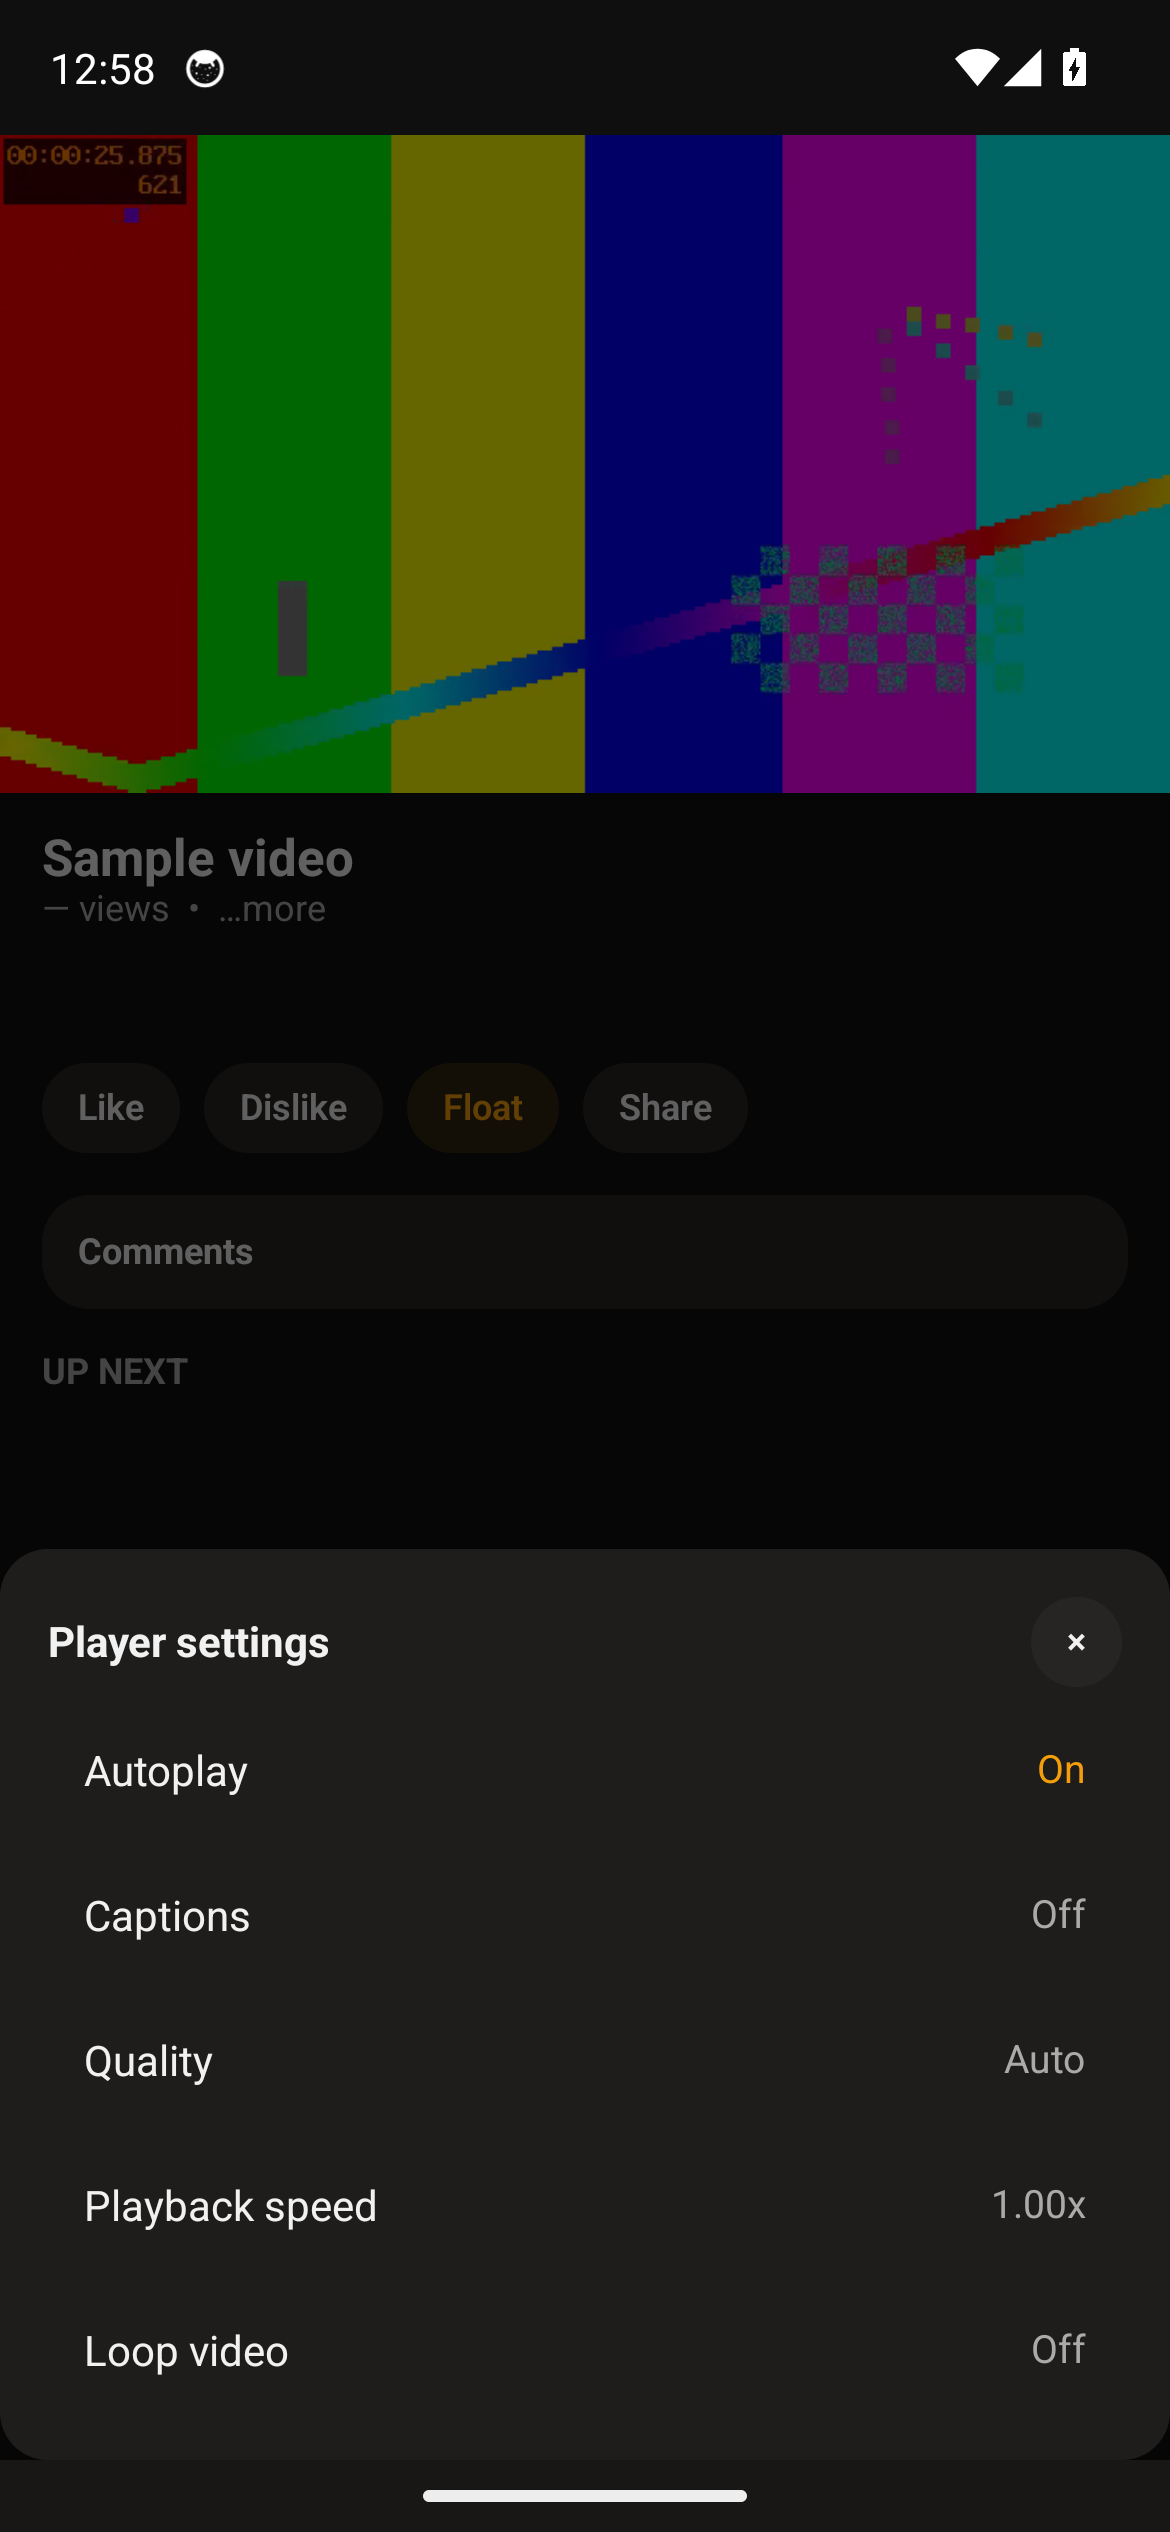 12:58
00:00:25.875
621
Sample video
— views • ...more
Like Dislike Float Share
Comments
UP NEXT
Player settings ×
Autoplay On
Captions Off
Quality Auto
Playback speed 1.00x
Loop video Off